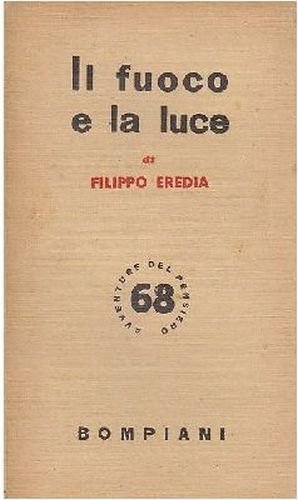 Il fuoco
e la luce
di
FILIPPO EREDIA
AVVENTURE DEL PENSIERO
68
BOMPIANI